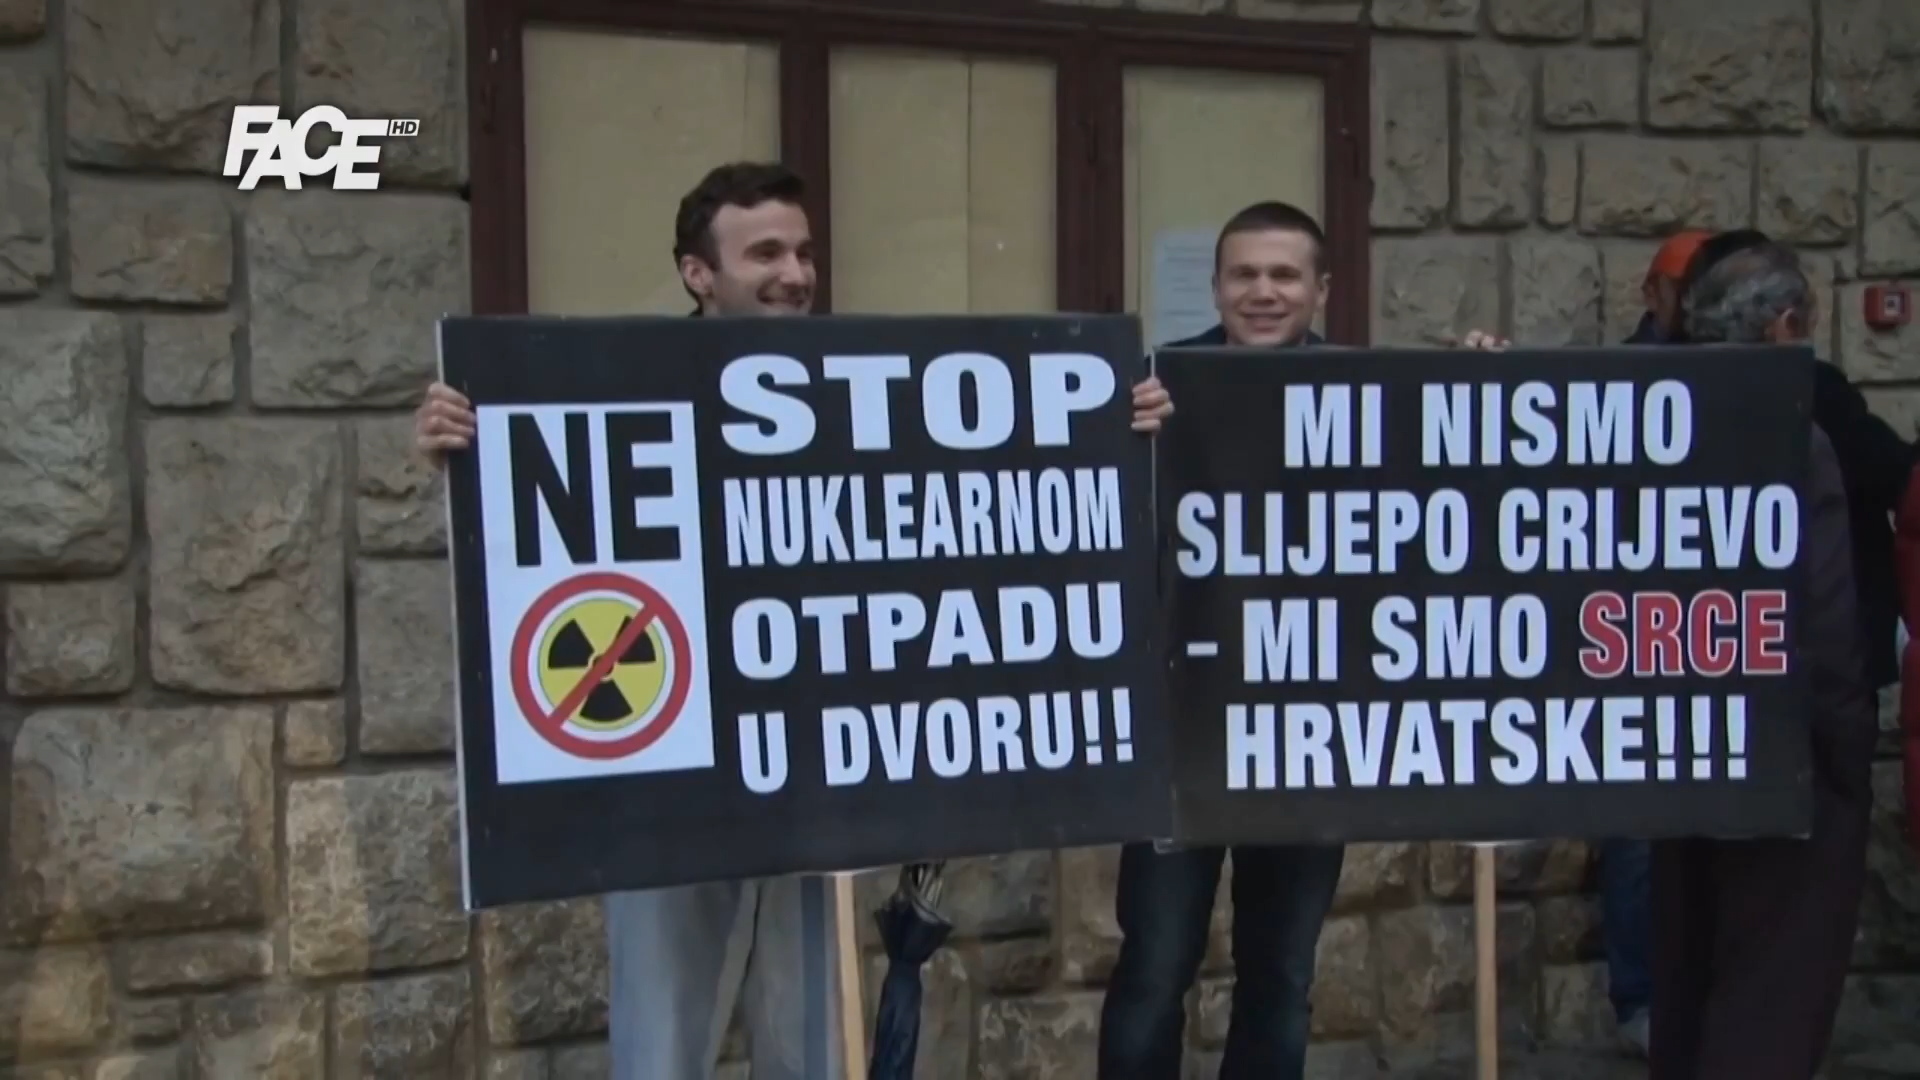 FACE HD
NE
STOP
NUKLEARNOM
OTPADU
U DVORU!!
MI NISMO
SLIJEPO CRIJEVO
- MI SMO SRCE
HRVATSKE!!!